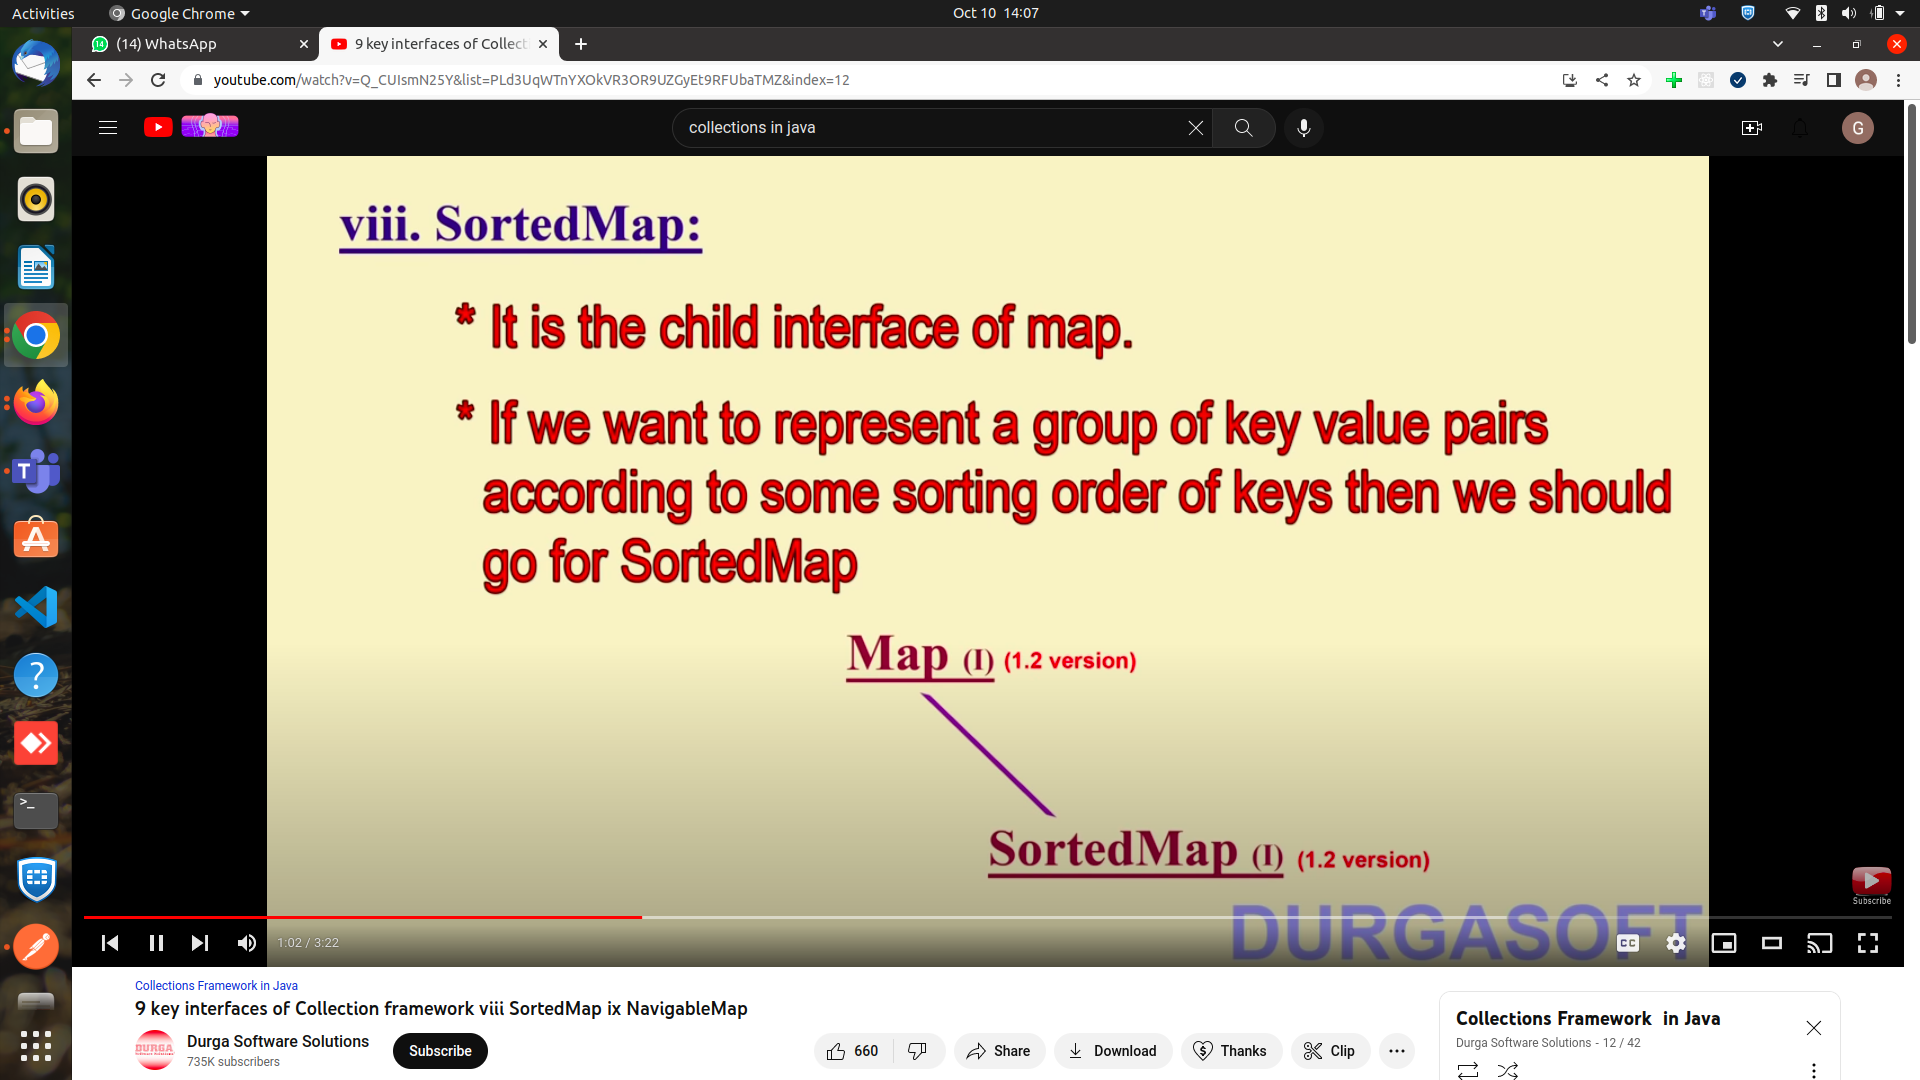 Activities
Google Chrome
Oct 10 14:07
(14) WhatsApp
9 key interfaces of Collect
youtube.com/watch?v=Q_CUIsmN25Y&list=PLd3UqWTnYXOkVR3OR9UZGyEt9RFUbaTMZ&index=12
collections in java
G
viii. SortedMap:
* It is the child interface of map.
* If we want to represent a group of key value pairs
according to some sorting order of keys then we should
go for SortedMap
Map (I) (1.2 version)
SortedMap (I) (1.2 version)
Subscribe
DURGASOFT
1:02 / 3:22
CC
Collections Framework in Java
9 key interfaces of Collection framework viii SortedMap ix NavigableMap
DURGA
Durga Software Solutions
735K subscribers
Subscribe
660
Share
Download
Thanks
Clip
Collections Framework in Java
Durga Software Solutions - 12 / 42